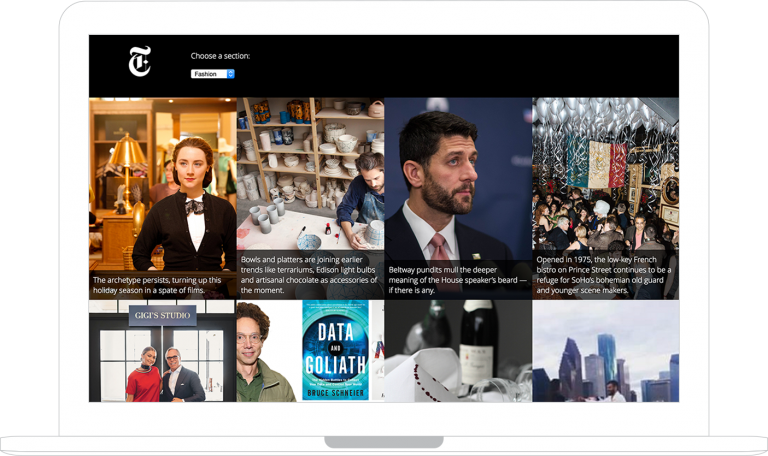 T
Choose a section:
Fashion
The archetype persists, turning up this
holiday season in a spate of films.
Bowls and platters are joining earlier
trends like terrariums, Edison light bulbs
and artisanal chocolate as accessories of
the moment.
Beltway pundits mull the deeper
meaning of the House speaker's beard —
if there is any.
Opened in 1975, the low-key French
bistro on Prince Street continues to be a
refuge for SoHo's bohemian old guard
and younger scene makers.
GIGI'S STUDIO
DATA
AND
GOLIATH
BRUCE SCHNEIER